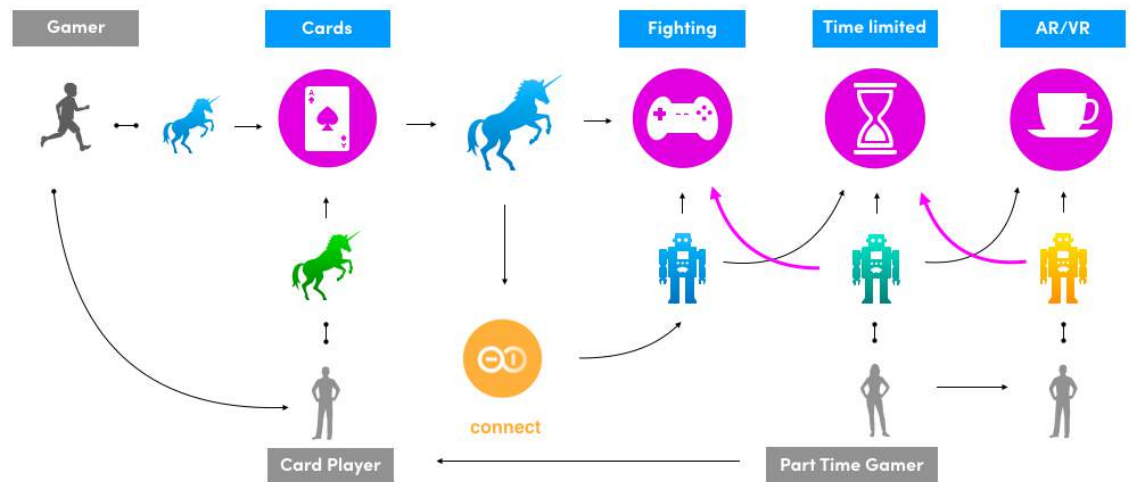 Gamer
Cards
Fighting
Time limited
AR/VR
A
A
connect
Card Player
Part Time Gamer